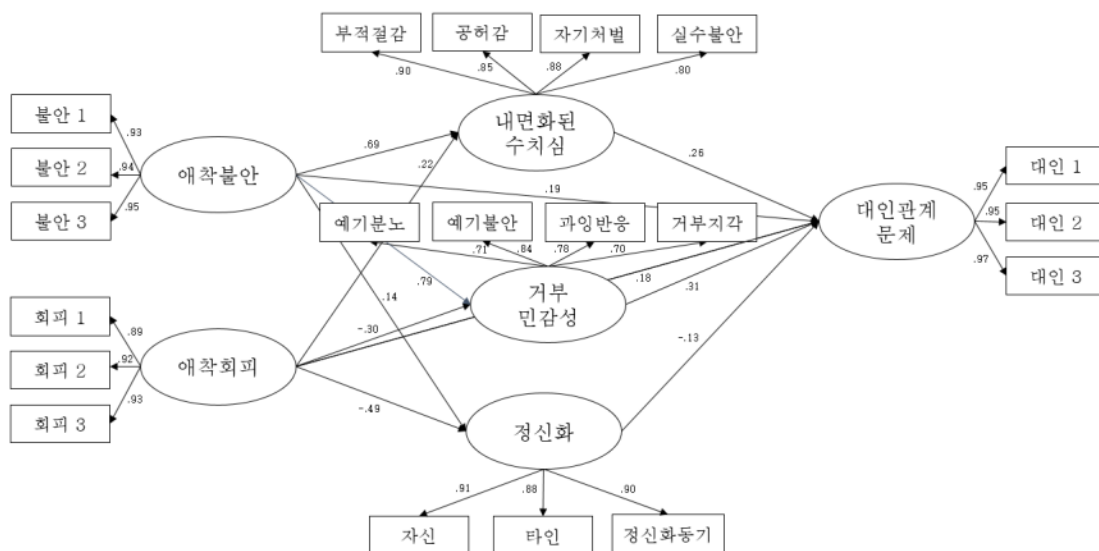 부적절감 공허감 자기처벌 실수불안
.90 .85 .88 .80
불안 1
불안 2
불안 3
.93
.94
.95
애착불안
내면화된
수치심
.69
.22
.26
.19
대인관계
문제
대인 1
대인 2
대인 3
.95
.95
.97
예기분노 예기불안 과잉반응 거부지각
.71 .84 .78 .70
거부
민감성
.79
.14
-.30
.18
.31
-.13
회피 1
회피 2
회피 3
.89
.92
.93
애착회피
-.49
정신화
.91 .88 .90
자신 타인 정신화동기